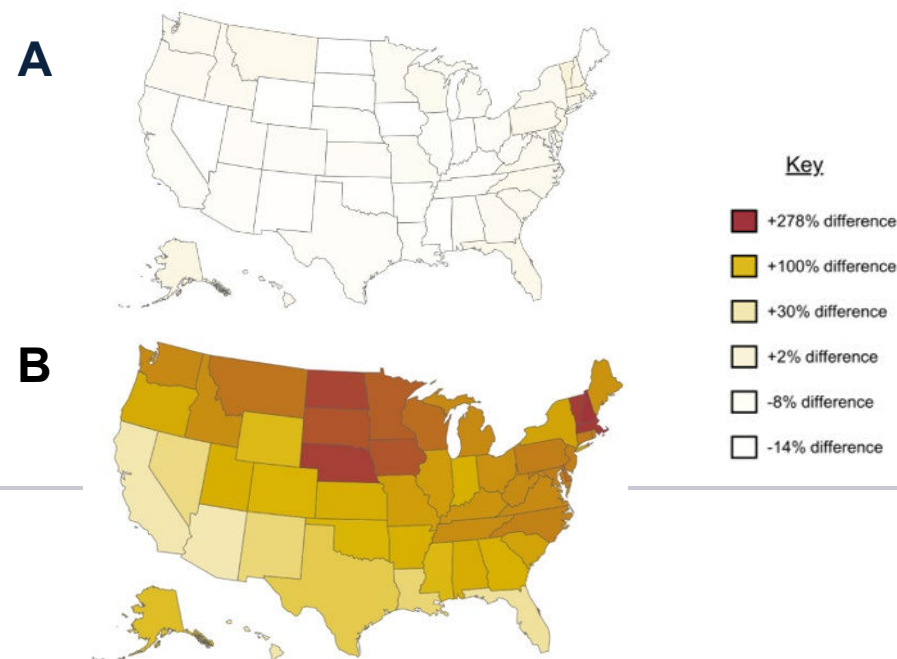 A
Key
+278% difference
+100% difference
+30% difference
+2% difference
-8% difference
-14% difference
B